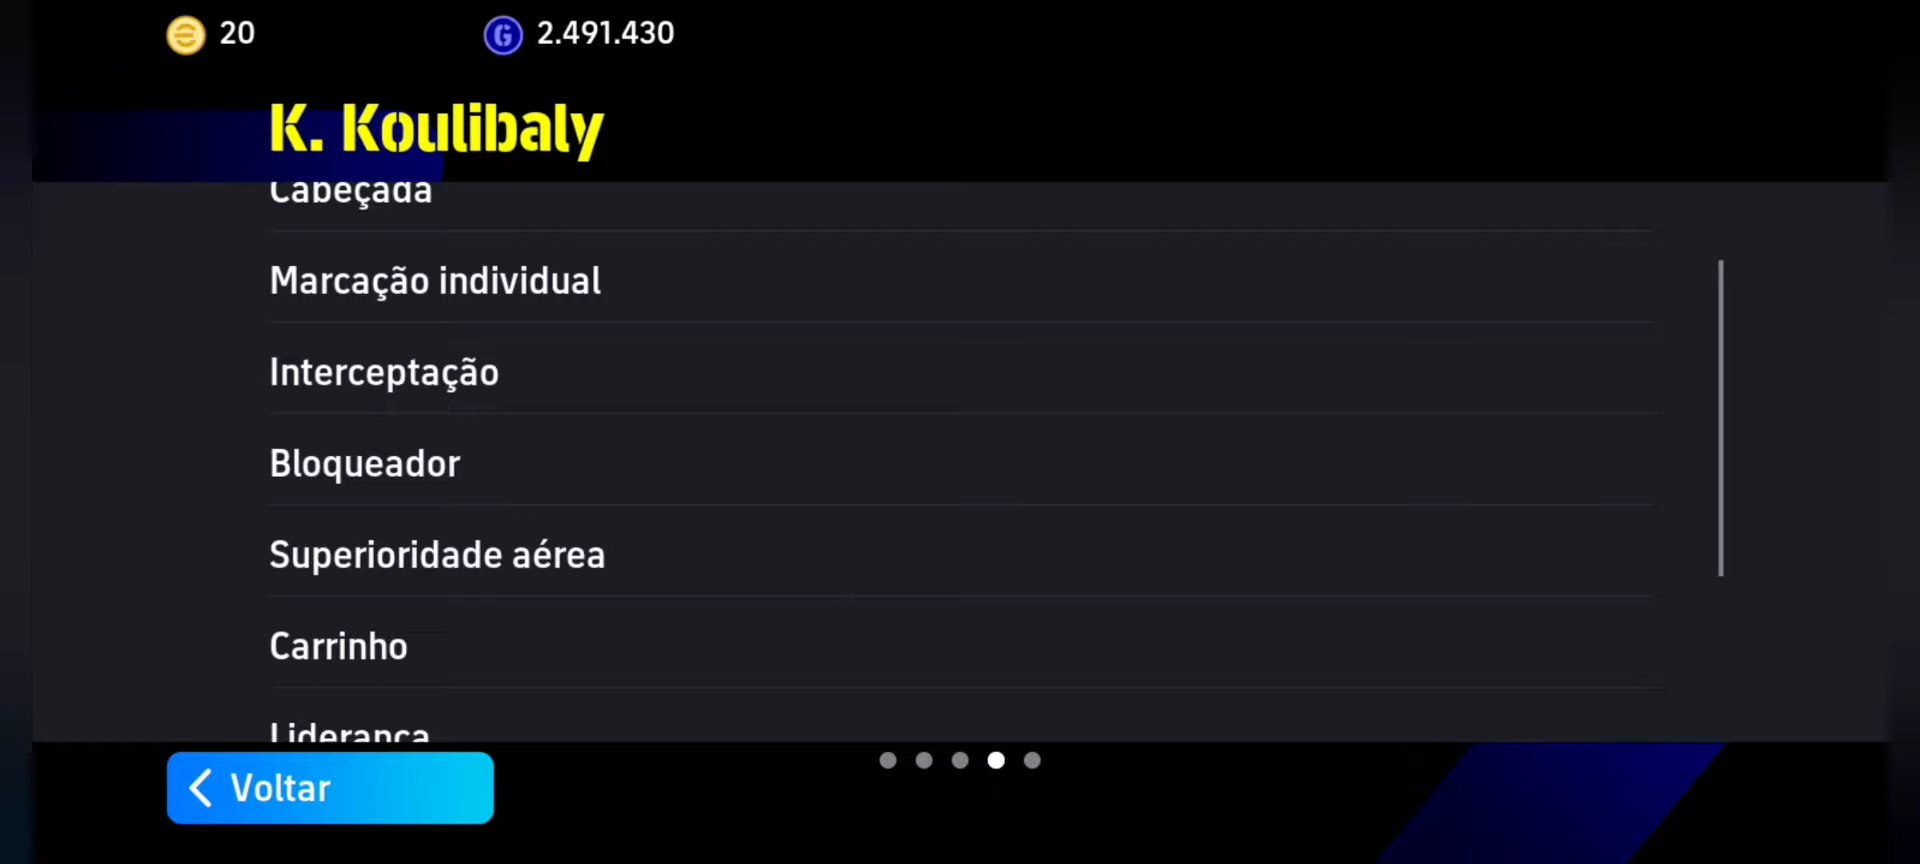 20
2.491.430
K. Koulibaly
Cabeçada
Marcação individual
Interceptação
Bloqueador
Superioridade aérea
Carrinho
Liderança
Voltar